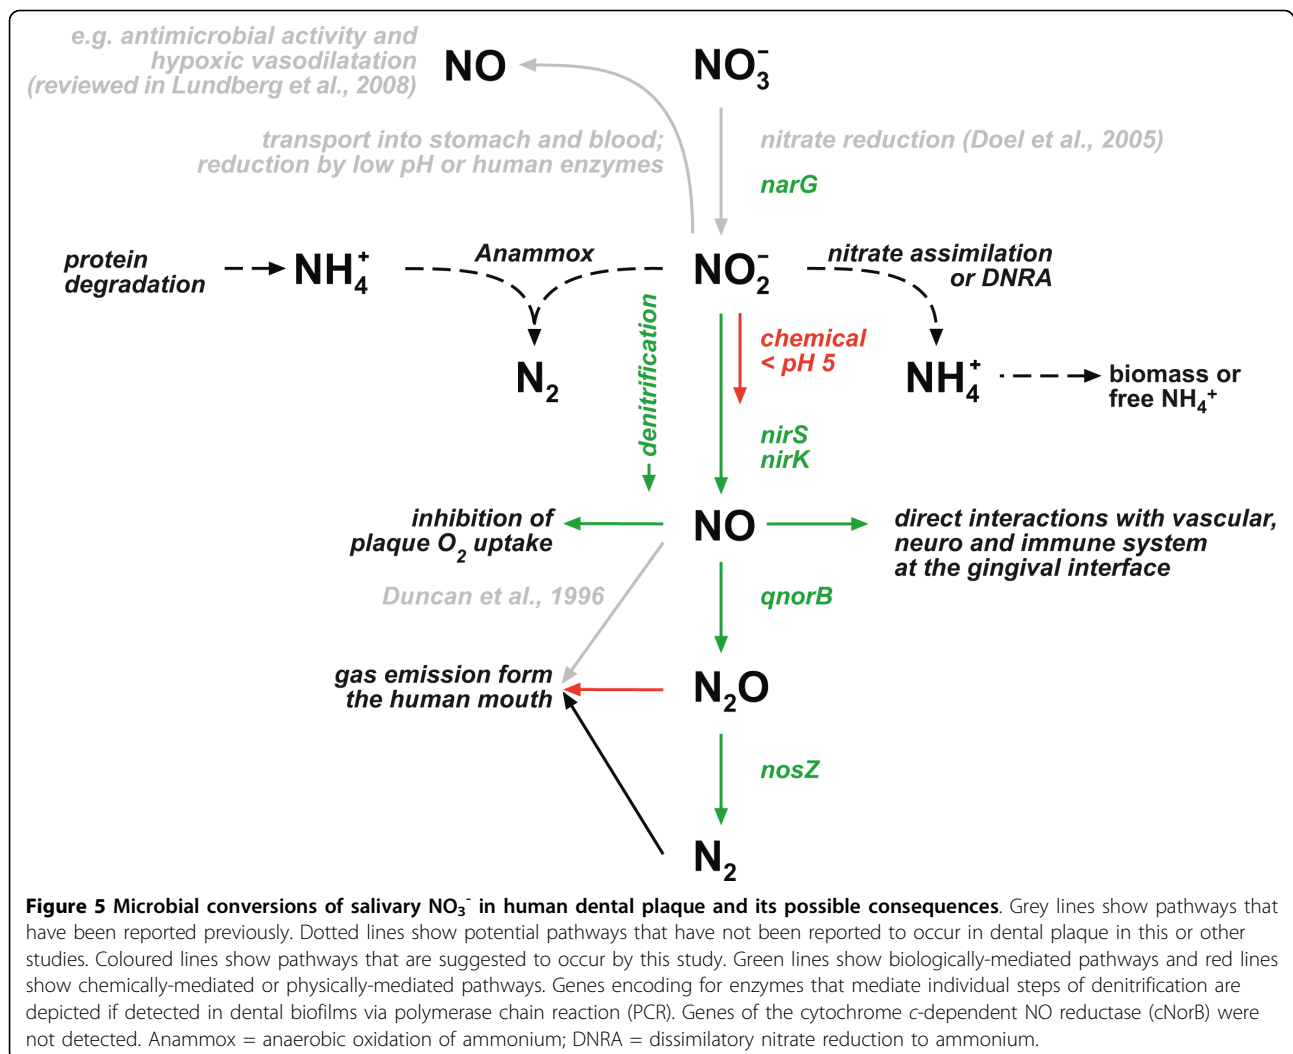 e.g. antimicrobial activity and
hypoxic vasodilatation
(reviewed in Lundberg et al., 2008)
NO
NO₃⁻
transport into stomach and blood;
reduction by low pH or human enzymes
nitrate reduction (Doel et al., 2005)
narG
protein
degradation
NH₄⁺
Anammox
NO₂⁻
nitrate assimilation
or DNRA
N₂
denitrification
chemical
< pH 5
NH₄⁺
biomass or
free NH₄⁺
nirS
nirK
inhibition of
plaque O₂ uptake
NO
direct interactions with vascular,
neuro and immune system
at the gingival interface
Duncan et al., 1996
qnorB
gas emission form
the human mouth
N₂O
nosZ
N₂
Figure 5 Microbial conversions of salivary NO₃⁻ in human dental plaque and its possible consequences. Grey lines show pathways that
have been reported previously. Dotted lines show potential pathways that have not been reported to occur in dental plaque in this or other
studies. Coloured lines show pathways that are suggested to occur by this study. Green lines show biologically-mediated pathways and red lines
show chemically-mediated or physically-mediated pathways. Genes encoding for enzymes that mediate individual steps of denitrification are
depicted if detected in dental biofilms via polymerase chain reaction (PCR). Genes of the cytochrome c-dependent NO reductase (cNorB) were
not detected. Anammox = anaerobic oxidation of ammonium; DNRA = dissimilatory nitrate reduction to ammonium.